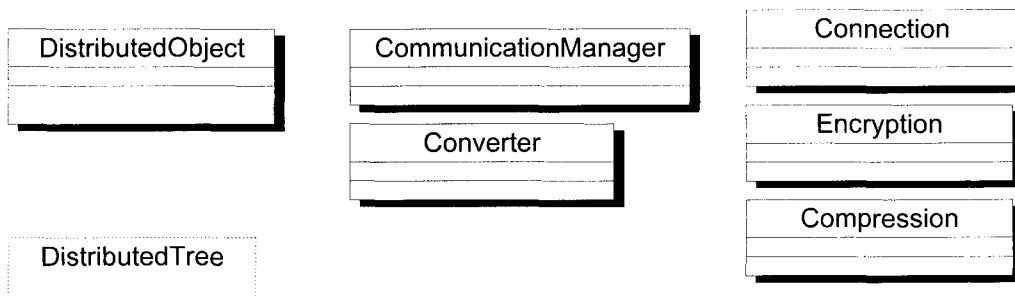 DistributedObject
CommunicationManager
Connection
Converter
Encryption
Compression
DistributedTree